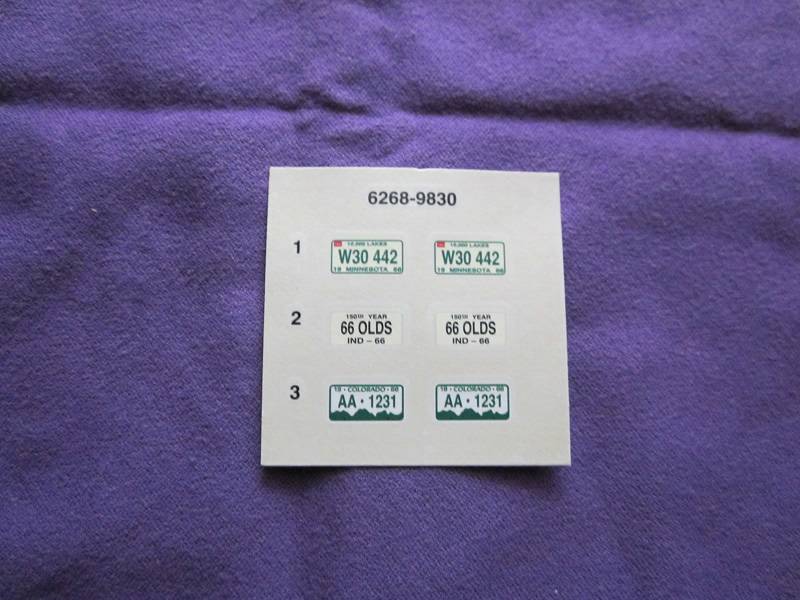 6268-9830
1
10,000 LAKES
W30 442
19 MINNESOTA 66
10,000 LAKES
W30 442
19 MINNESOTA 66
2
150TH YEAR
66 OLDS
IND - 66
150TH YEAR
66 OLDS
IND - 66
3
18 • COLORADO • 66
AA • 1231
18 • COLORADO • 66
AA • 1231